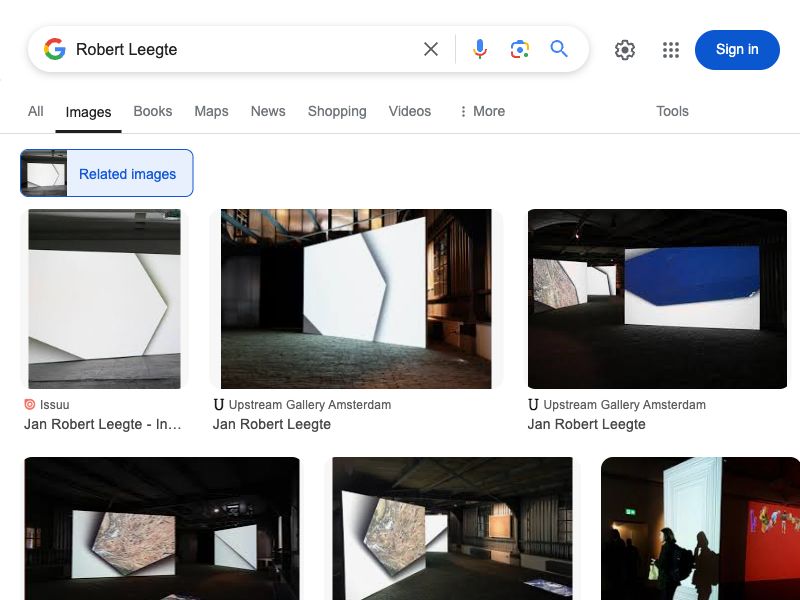 Robert Leegte
Sign in
All
Images
Books
Maps
News
Shopping
Videos
More
Tools
Related images
Issuu
Jan Robert Leegte - In…
Upstream Gallery Amsterdam
Jan Robert Leegte
Upstream Gallery Amsterdam
Jan Robert Leegte